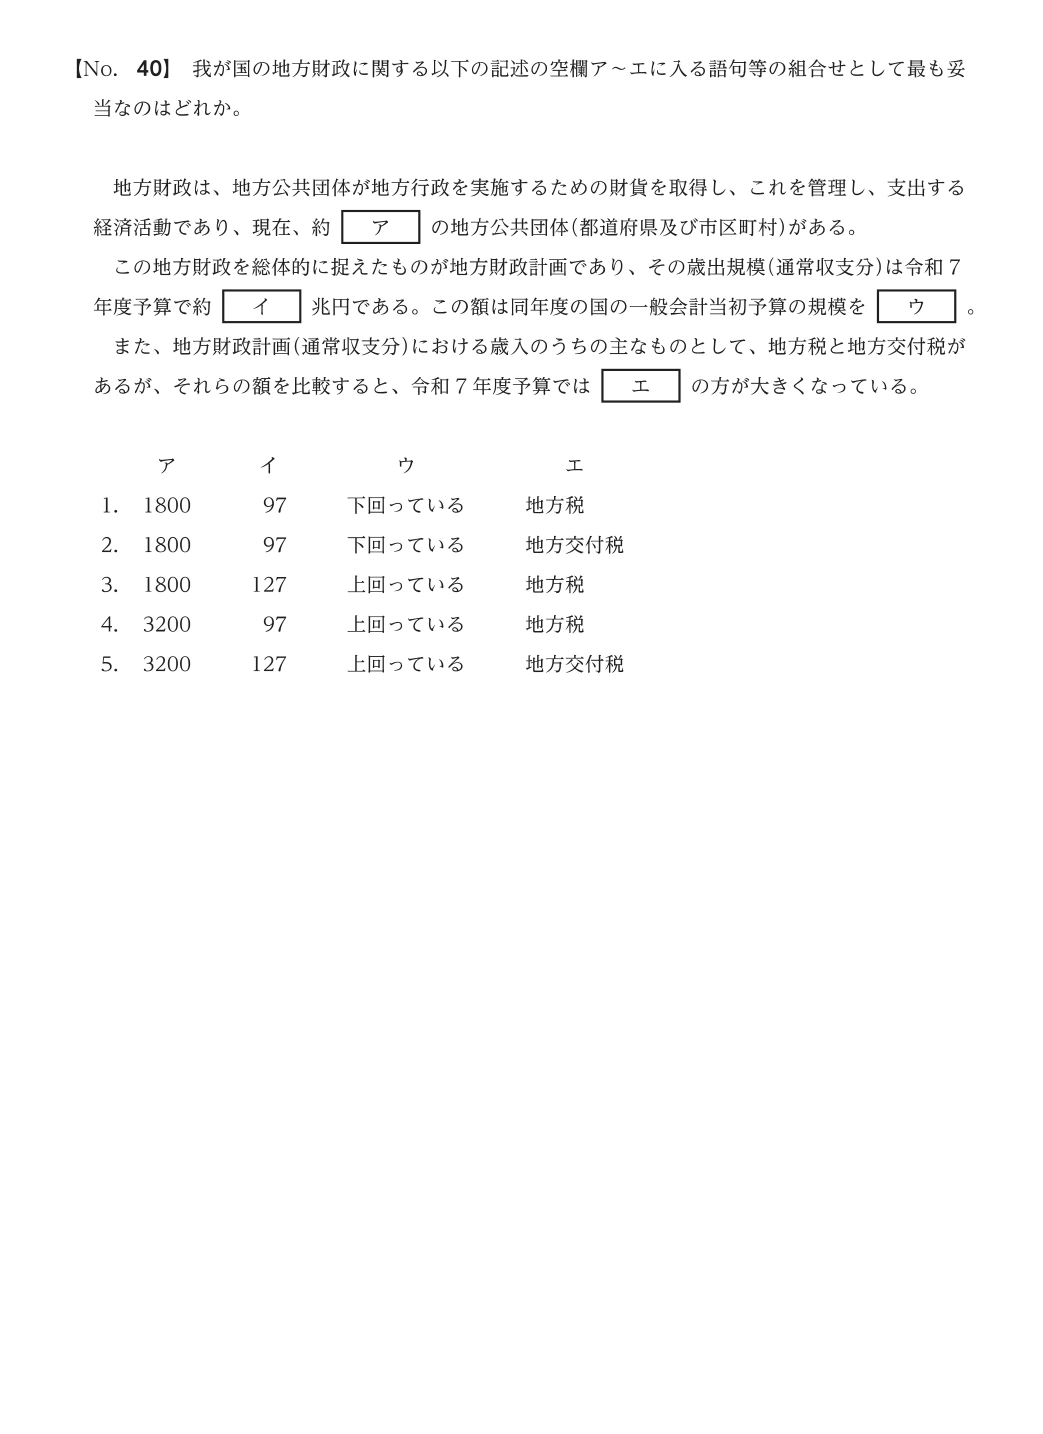 【No. 40】 我が国の地方財政に関する以下の記述の空欄ア～エに入る語句等の組合せとして最も妥
当なのはどれか。
地方財政は、地方公共団体が地方行政を実施するための財貨を取得し、これを管理し、支出する
経済活動であり、現在、約 ア の地方公共団体(都道府県及び市区町村)がある。
この地方財政を総体的に捉えたものが地方財政計画であり、その歳出規模(通常収支分)は令和7
年度予算で約 イ 兆円である。この額は同年度の国の一般会計当初予算の規模を ウ 。
また、地方財政計画(通常収支分)における歳入のうちの主なものとして、地方税と地方交付税が
あるが、それらの額を比較すると、令和7年度予算では エ の方が大きくなっている。
ア イ ウ エ
1. 1800 97 下回っている 地方税
2. 1800 97 下回っている 地方交付税
3. 1800 127 上回っている 地方税
4. 3200 97 上回っている 地方税
5. 3200 127 上回っている 地方交付税